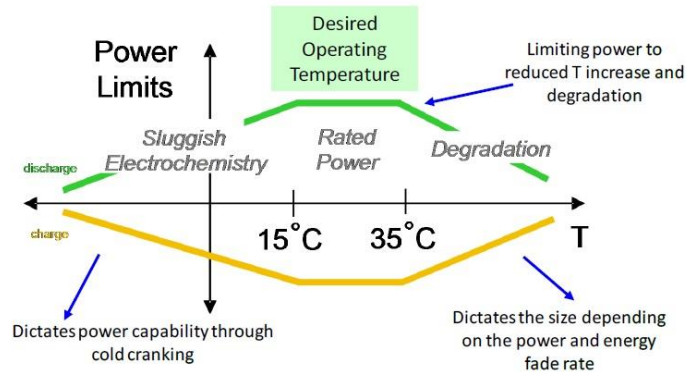 Desired
Operating
Temperature
Power
Limits
Limiting power to
reduced T increase and
degradation
Sluggish
Electrochemistry
Rated
Power
Degradation
discharge
charge
15°C
35°C
T
Dictates power capability through
cold cranking
Dictates the size depending
on the power and energy
fade rate